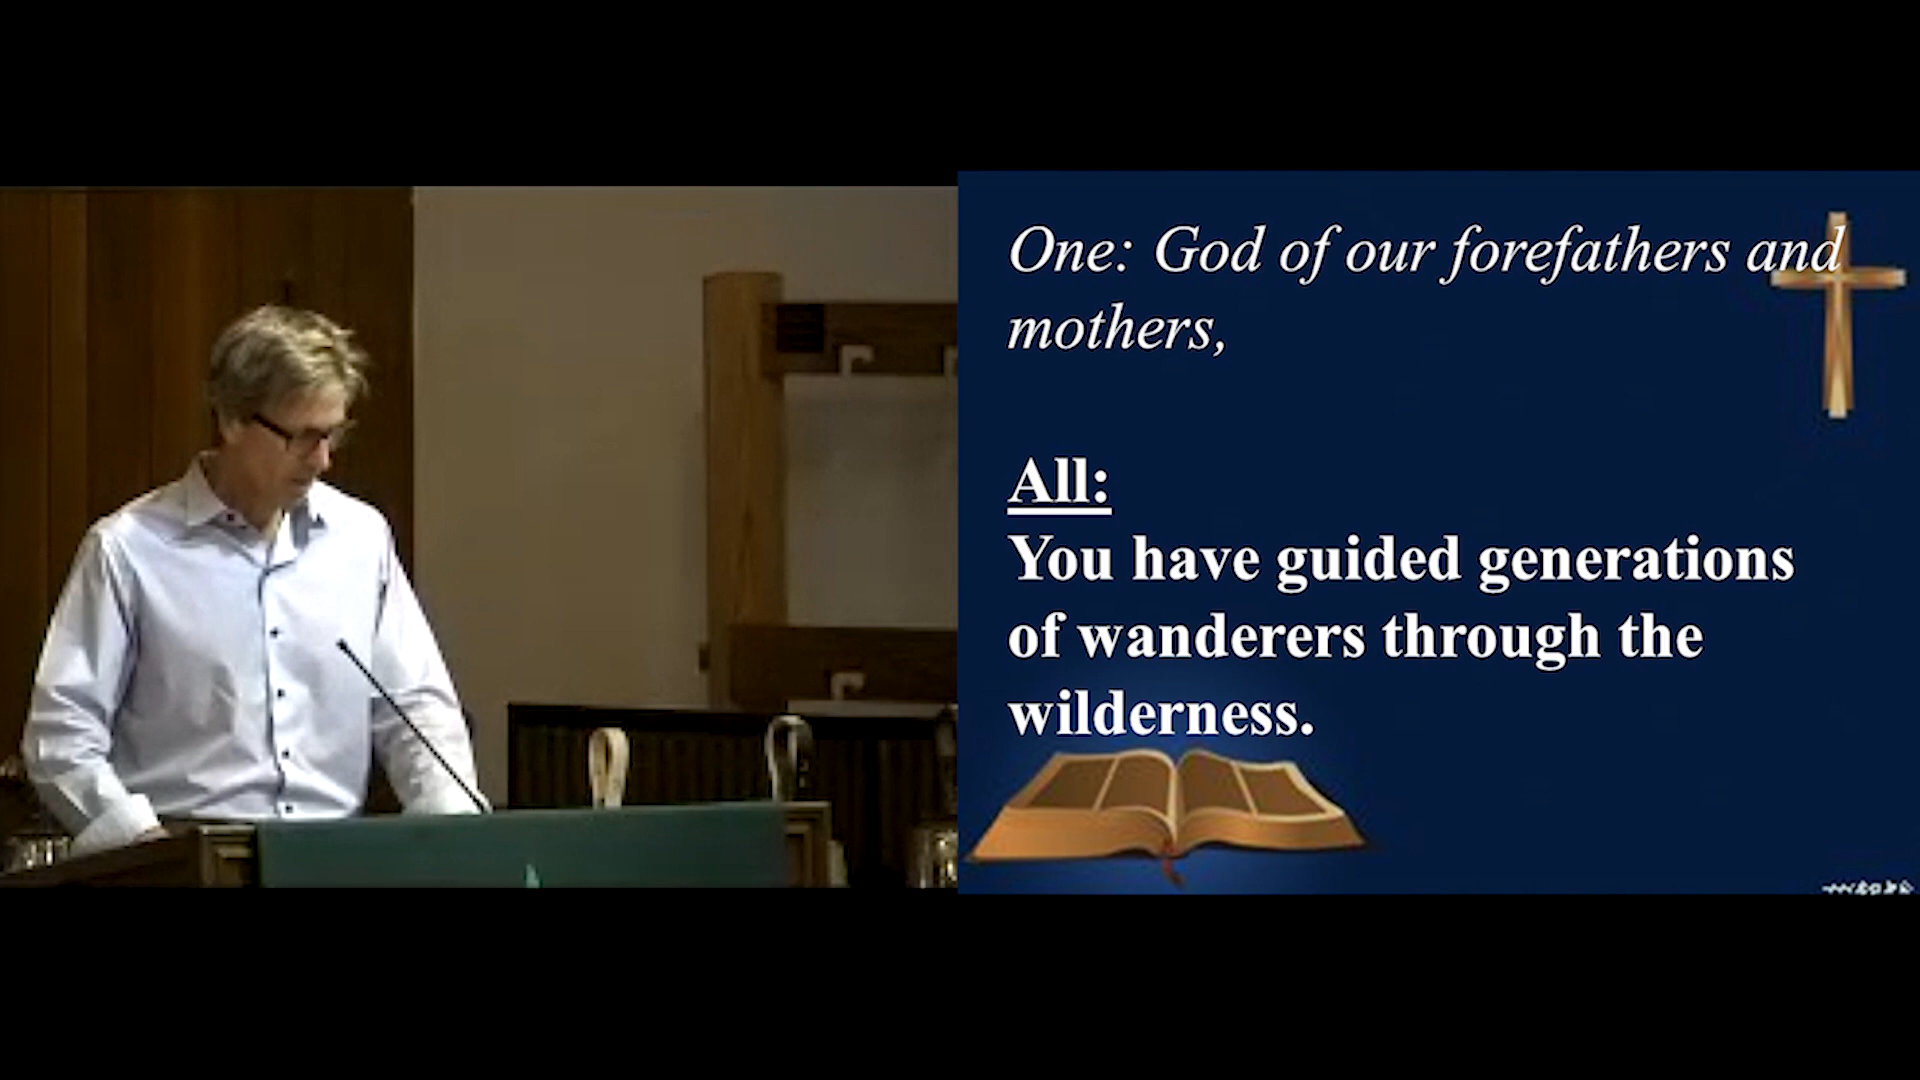 One: God of our forefathers and
mothers,
All:
You have guided generations
of wanderers through the
wilderness.